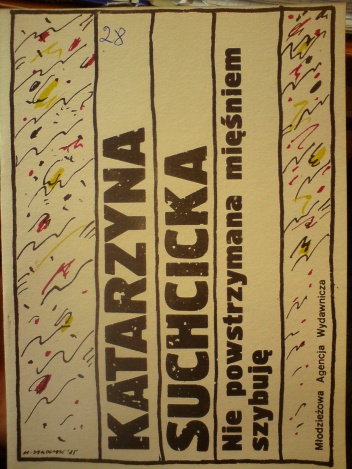 28
KATARZYNA
SUCHCICKA
Nie powstrzymana mięśniem
szybuję
Młodzieżowa Agencja Wydawnicza